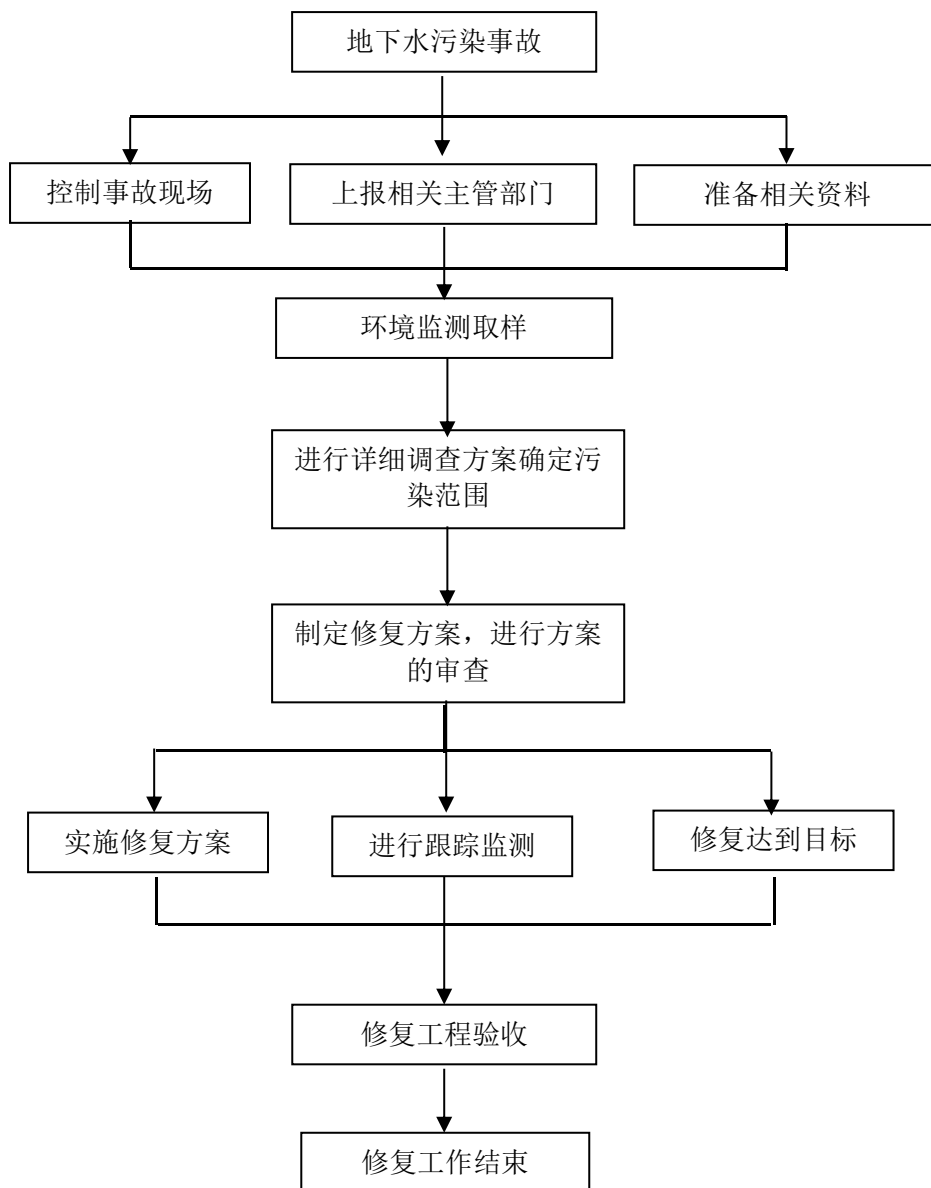 地下水污染事故
控制事故现场
上报相关主管部门
准备相关资料
环境监测取样
进行详细调查方案确定污
染范围
制定修复方案，进行方案
的审查
实施修复方案
进行跟踪监测
修复达到目标
修复工程验收
修复工作结束